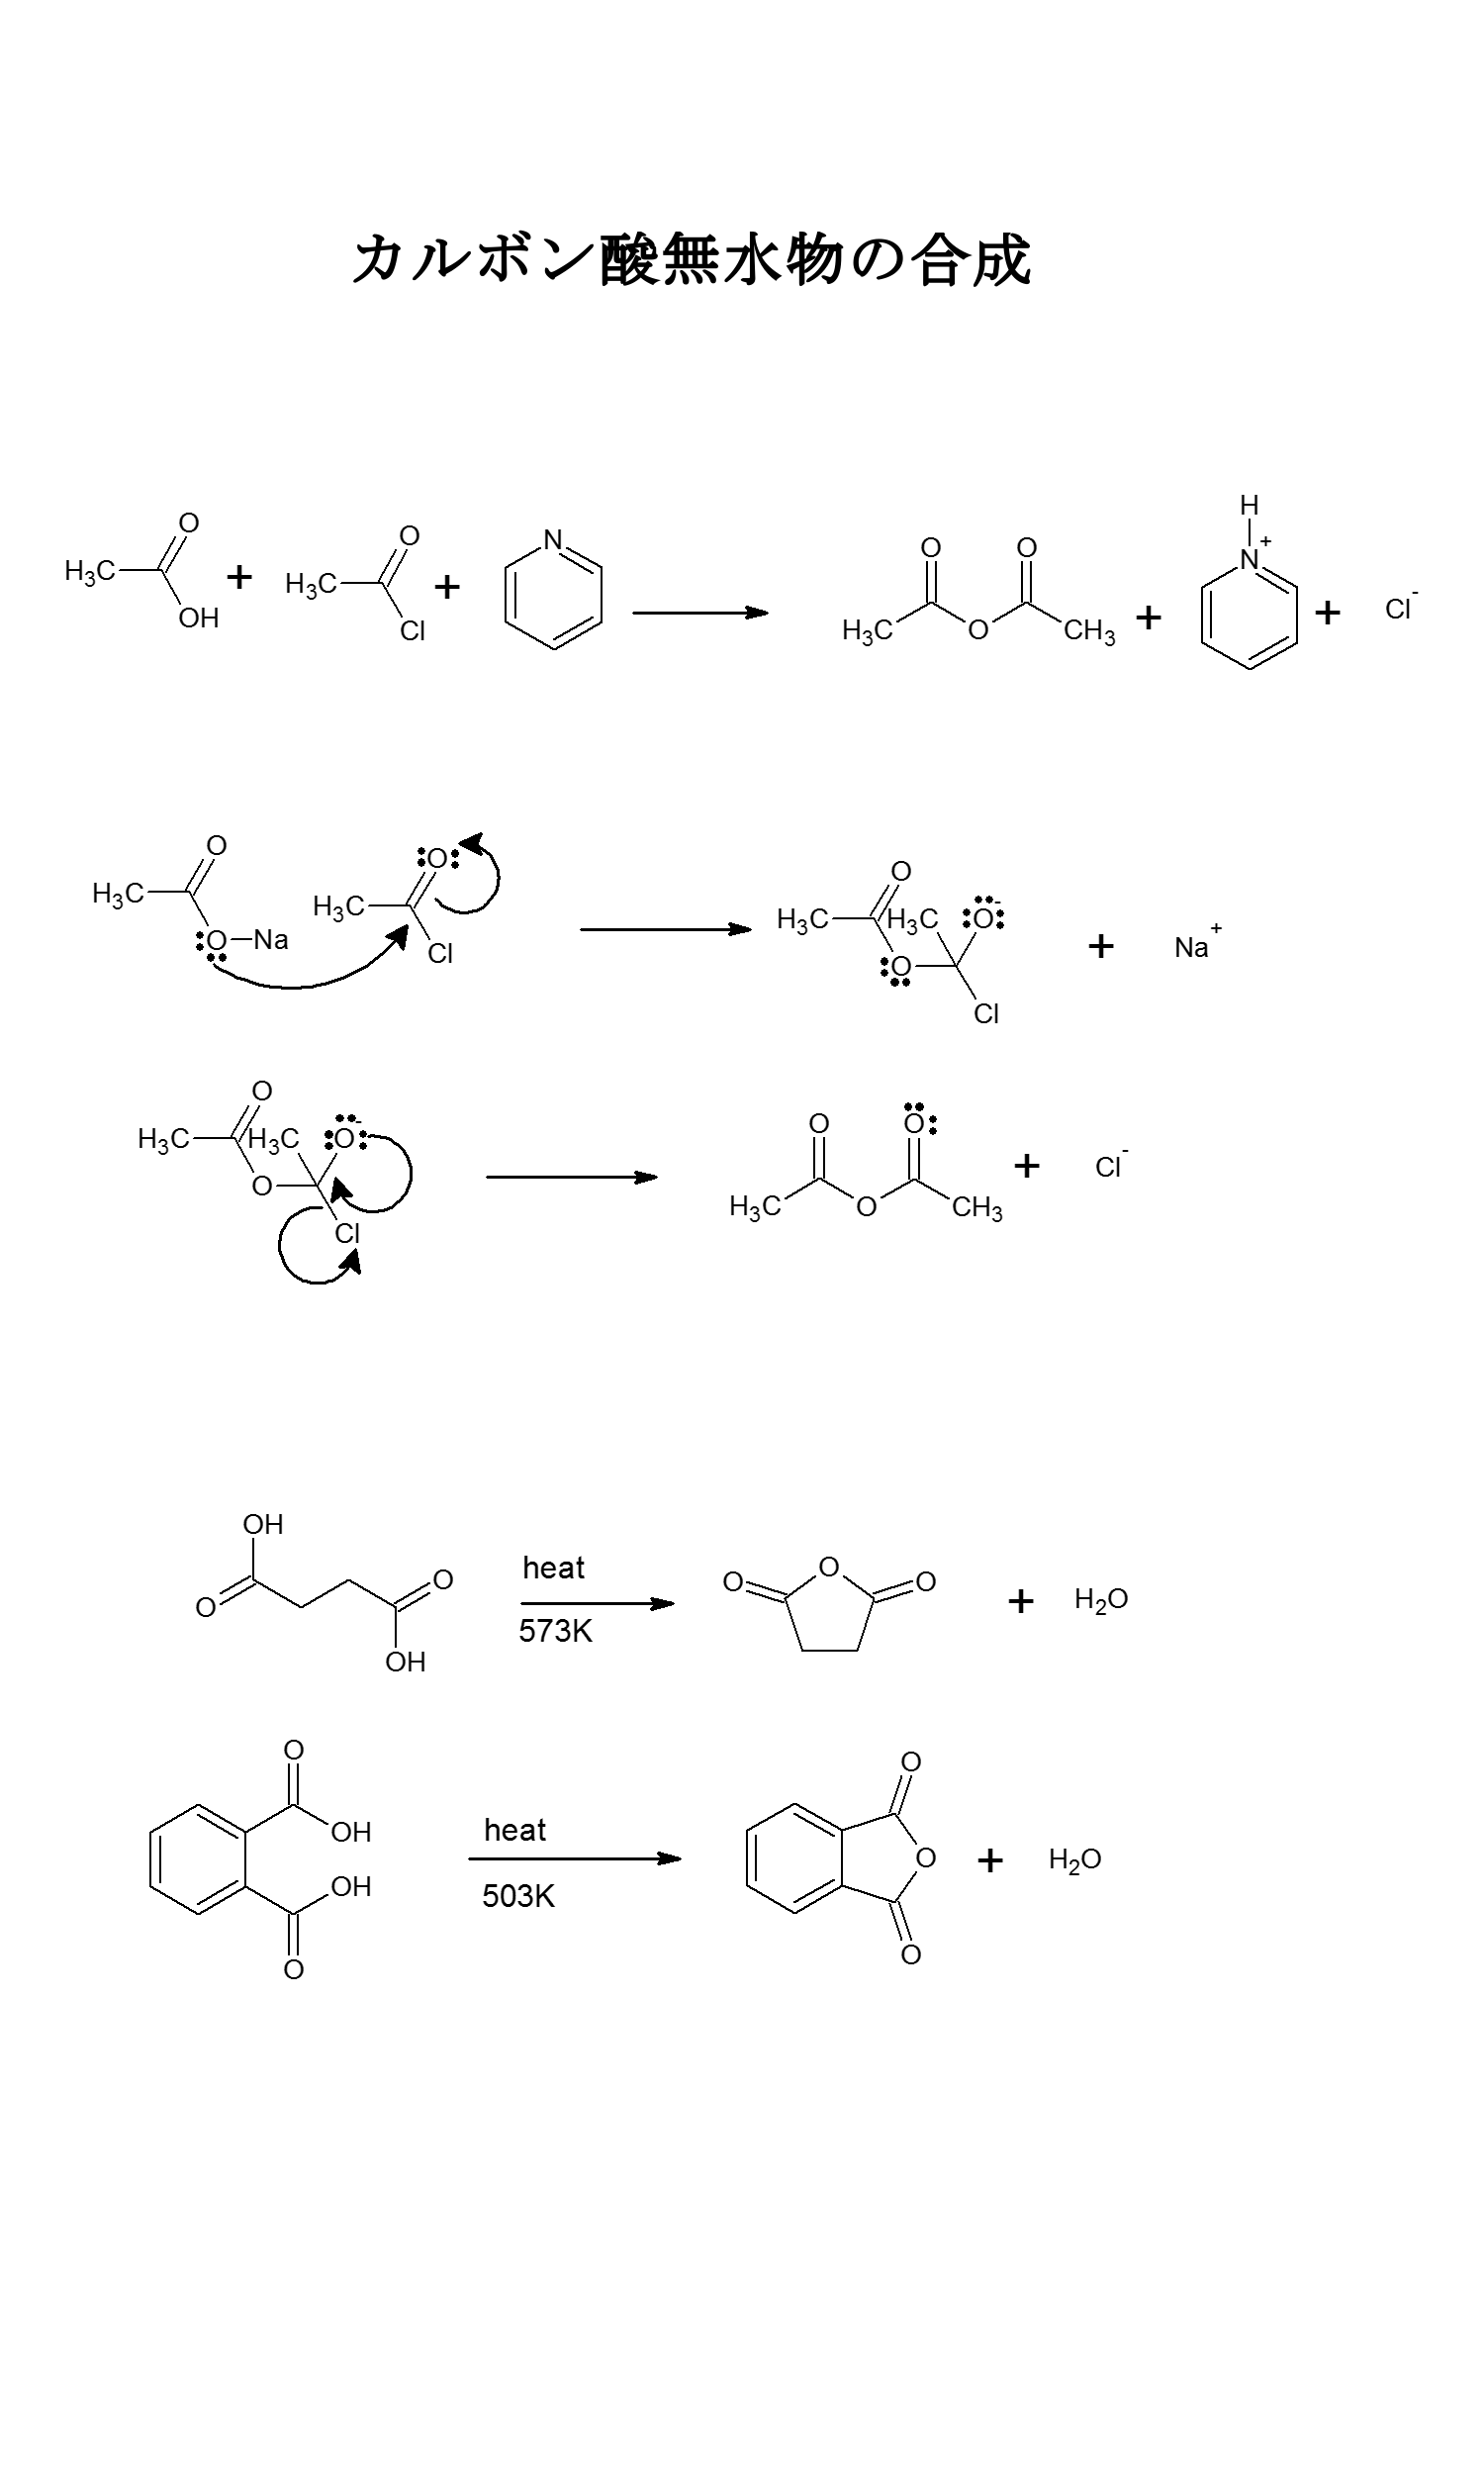 カルボン酸無水物の合成
H3C O OH + H3C O Cl + N → H3C O O O CH3 + H N+ + Cl-
H3C O O Na H3C O Cl → H3C O O H3C O- Cl + Na+
H3C O O H3C O- Cl → H3C O O O CH3 + Cl-
OH O O OH heat 573K → O O O + H2O
O OH OH O heat 503K → O O O + H2O